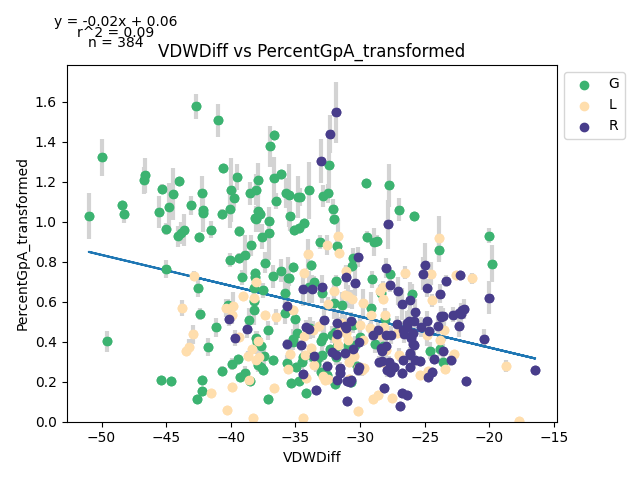 y = -0.02x + 0.06
r^2 = 0.09
n = 384
VDWDiff vs PercentGpA_transformed
G
L
R
PercentGpA_transformed
1.6
1.4
1.2
1.0
0.8
0.6
0.4
0.2
0.0
−50 −45 −40 −35 −30 −25 −20 −15
VDWDiff